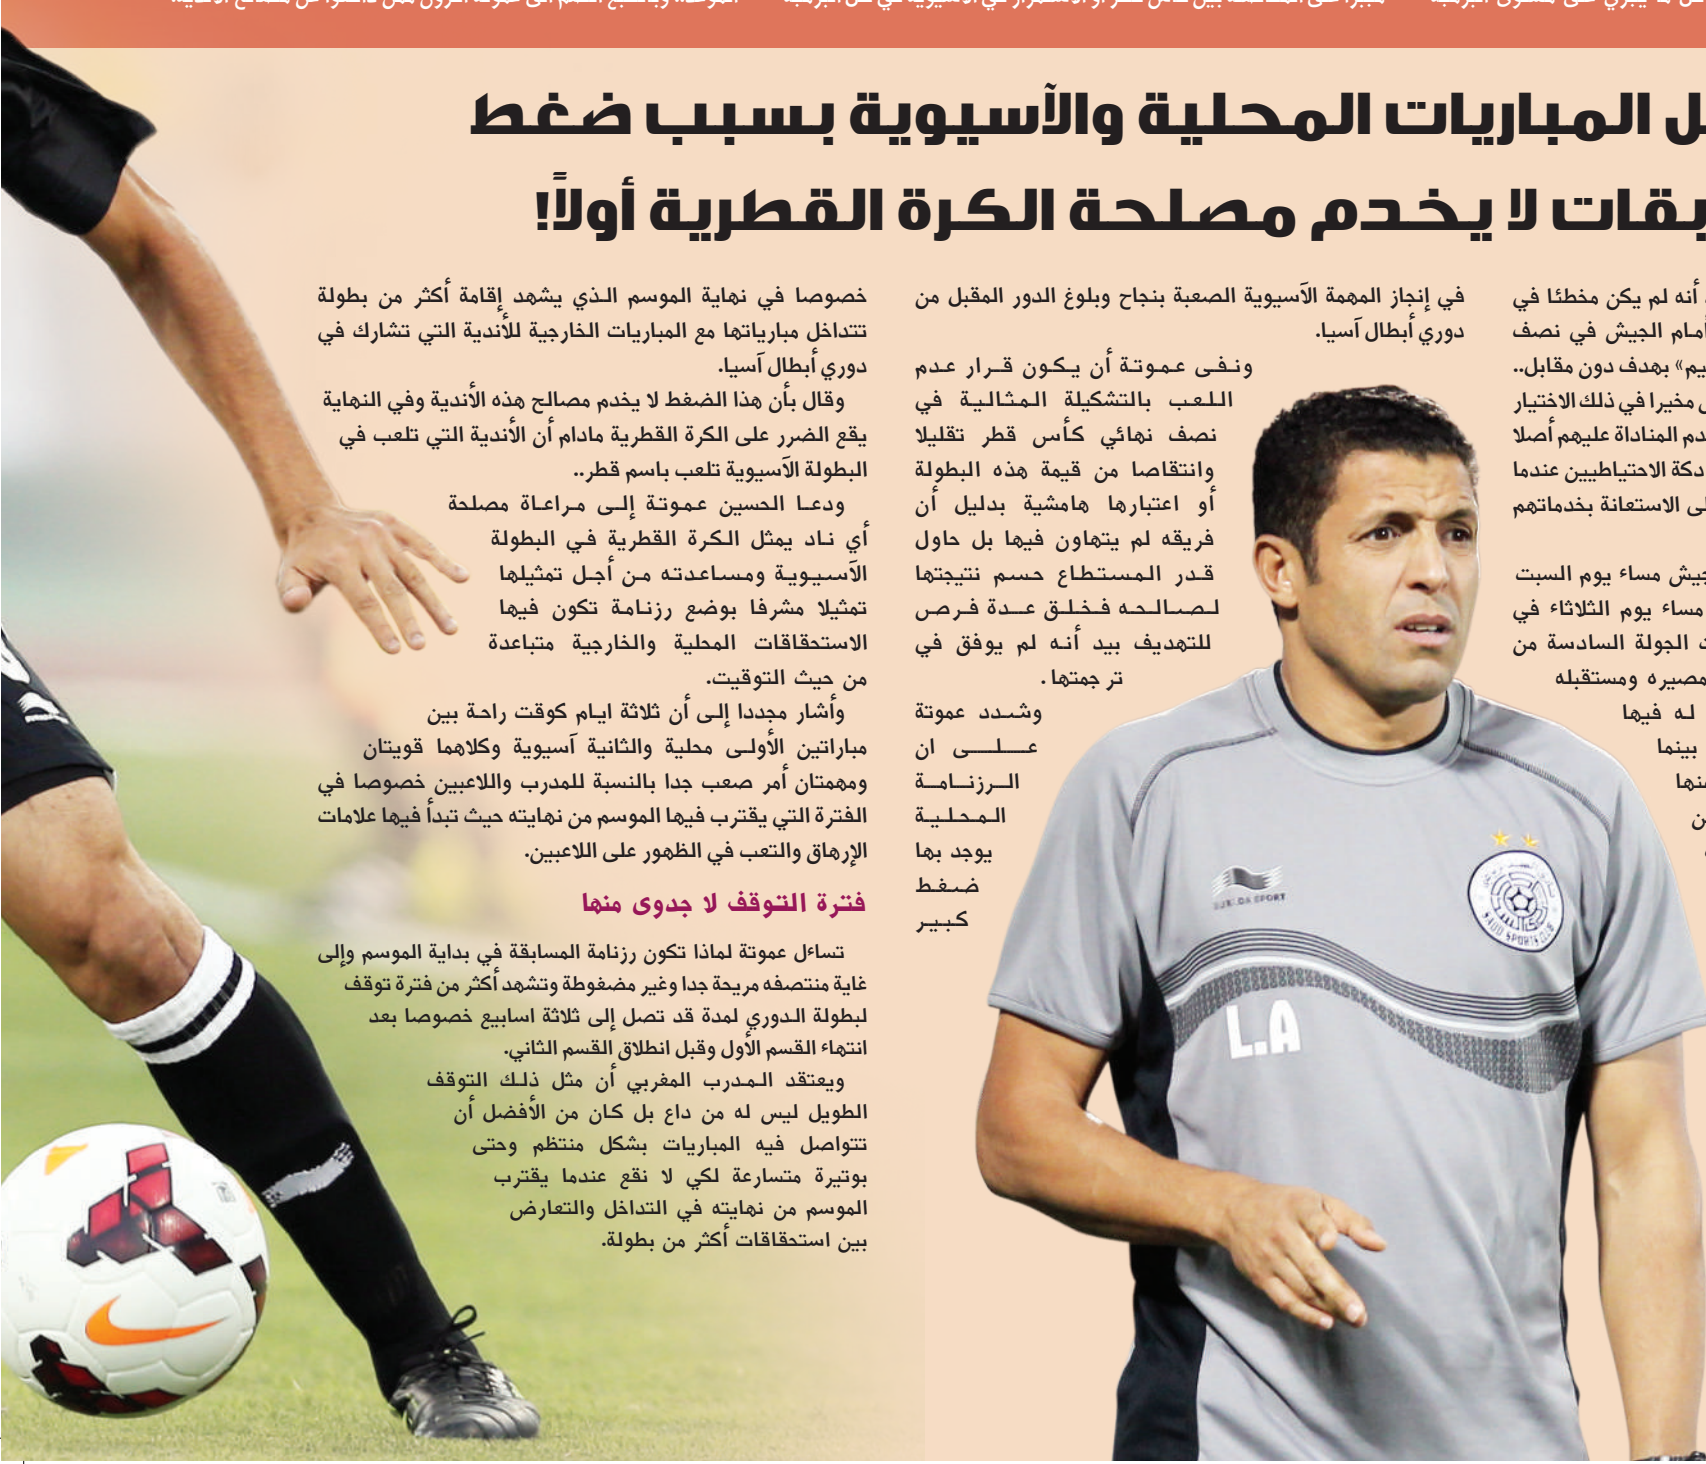 المباريات المحلية والآسيوية بسبب ضغط
لا يخدم مصلحة الكرة القطرية أولاً!
أنه لم يكن مخطئا في
أمام الجيش في نصف
بهدف دون مقابل..
مخيرا في ذلك الاختيار
المناداة عليهم أصلا
دكة الاحتياطيين عندما
الاستعانة بخدماتهم
مساء يوم السبت
مساء يوم الثلاثاء في
الجولة السادسة من
مصيره ومستقبله
له فيها
بينما
في إنجاز المهمة الآسيوية الصعبة بنجاح وبلوغ الدور المقبل من
دوري أبطال آسيا.
ونفى عموتة أن يكون قرار عدم
اللعب بالتشكيلة المثالية في
نصف نهائي كأس قطر تقليلا
وانتقاصا من قيمة هذه البطولة
أو اعتبارها هامشية بدليل أن
فريقه لم يتهاون فيها بل حاول
قدر المستطاع حسم نتيجتها
لصالحه فخلق عدة فرص
للتهديف بيد أنه لم يوفق في
تر جمتها .
وشدد عموتة
على ان
الرزنامة
المحلية
يوجد بها
ضغط
كبير
خصوصا في نهاية الموسم الذي يشهد إقامة أكثر من بطولة
تتداخل مبارياتها مع المباريات الخارجية للأندية التي تشارك في
دوري أبطال آسيا.
وقال بأن هذا الضغط لا يخدم مصالح هذه الأندية وفي النهاية
يقع الضرر على الكرة القطرية مادام أن الأندية التي تلعب في
البطولة الآسيوية تلعب باسم قطر..
ودعا الحسين عموتة إلى مراعاة مصلحة
أي ناد يمثل الكرة القطرية في البطولة
الآسيوية ومساعدته من أجل تمثيلها
تمثيلا مشرفا بوضع رزنامة تكون فيها
الاستحقاقات المحلية والخارجية متباعدة
من حيث التوقيت.
وأشار مجددا إلى أن ثلاثة ايام كوقت راحة بين
مباراتين الأولى محلية والثانية آسيوية وكلاهما قويتان
ومهمتان أمر صعب جدا بالنسبة للمدرب واللاعبين خصوصا في
الفترة التي يقترب فيها الموسم من نهايته حيث تبدأ فيها علامات
الإرهاق والتعب في الظهور على اللاعبين.
فترة التوقف لا جدوى منها
تساءل عموتة لماذا تكون رزنامة المسابقة في بداية الموسم وإلى
غاية منتصفه مريحة جدا وغير مضغوطة وتشهد أكثر من فترة توقف
لبطولة الدوري لمدة قد تصل إلى ثلاثة اسابيع خصوصا بعد
انتهاء القسم الأول وقبل انطلاق القسم الثاني.
ويعتقد المدرب المغربي أن مثل ذلك التوقف
الطويل ليس له من داع بل كان من الأفضل أن
تتواصل فيه المباريات بشكل منتظم وحتى
بوتيرة متسارعة لكي لا نقع عندما يقترب
الموسم من نهايته في التداخل والتعارض
بين استحقاقات أكثر من بطولة.
L.A
BURRDA SPORT
SADD SPORTS CLUB